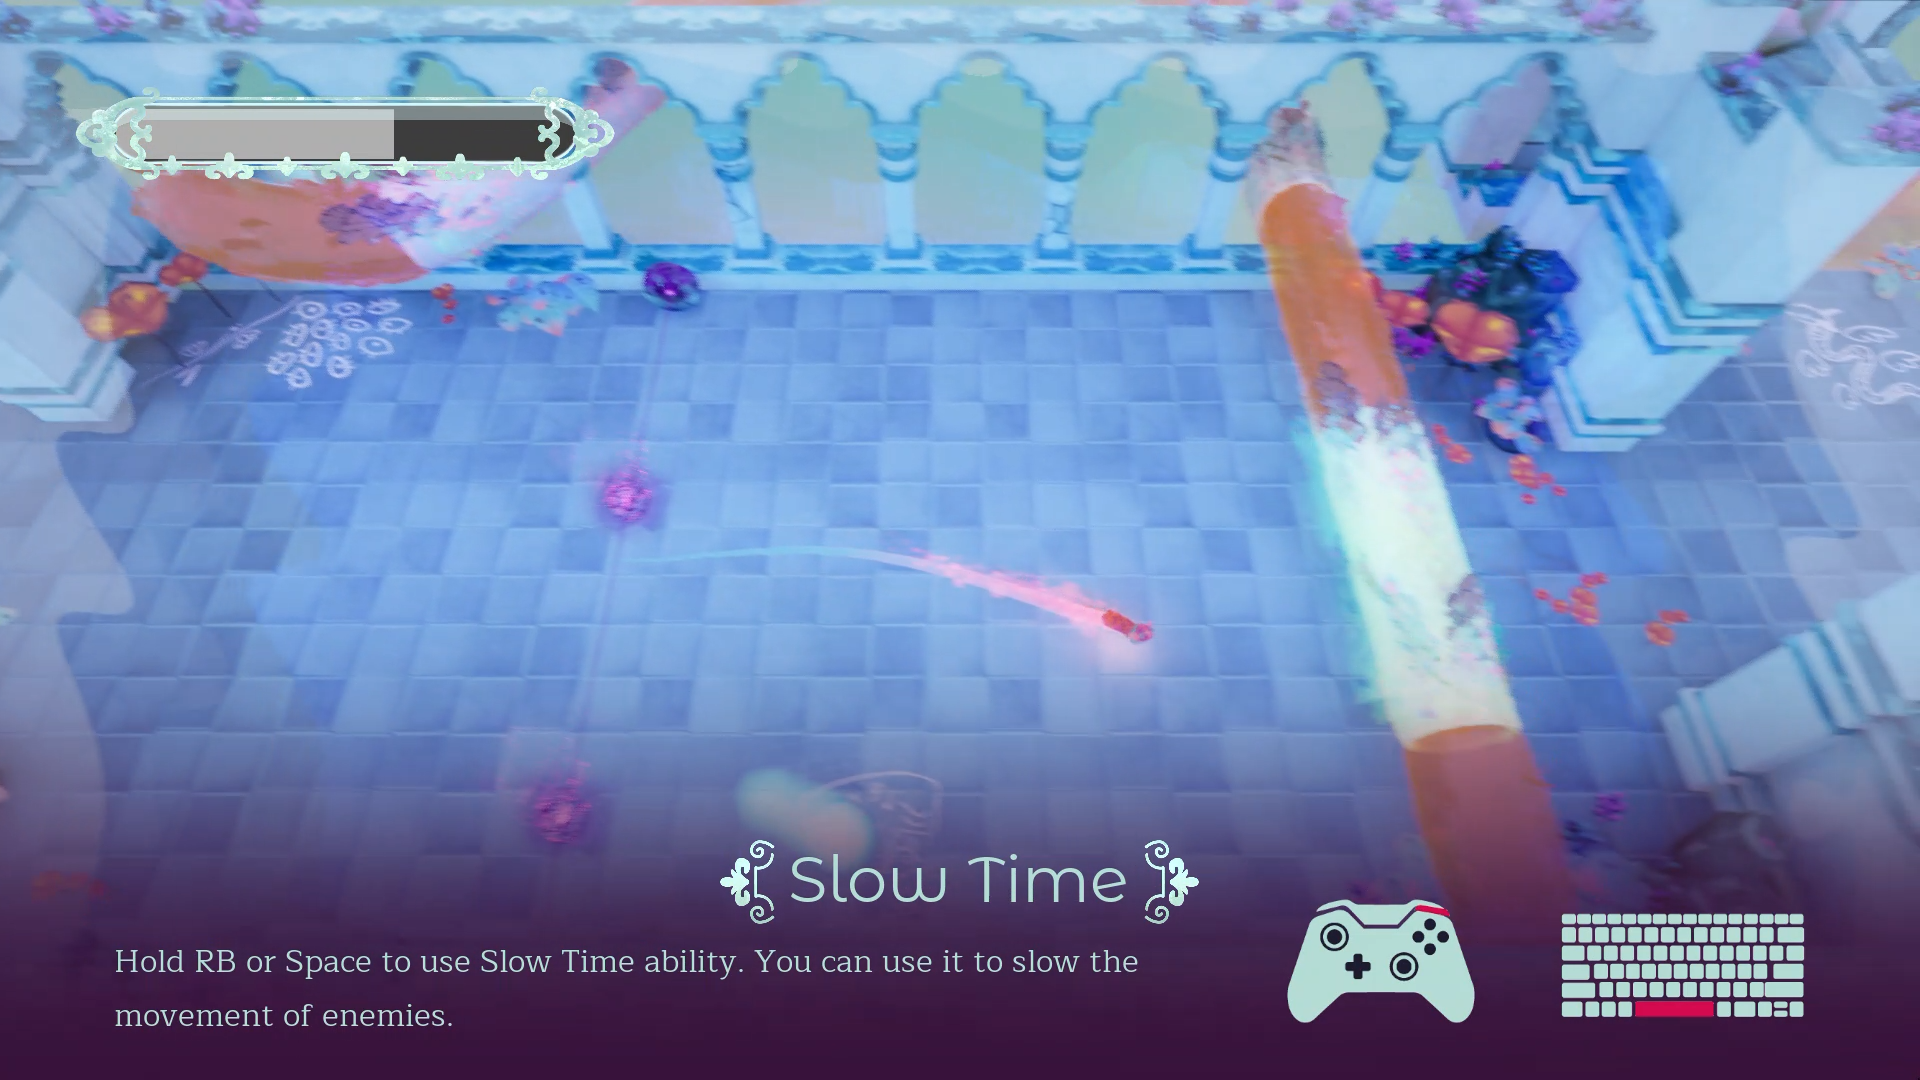 Slow Time
Hold RB or Space to use Slow Time ability. You can use it to slow the
movement of enemies.